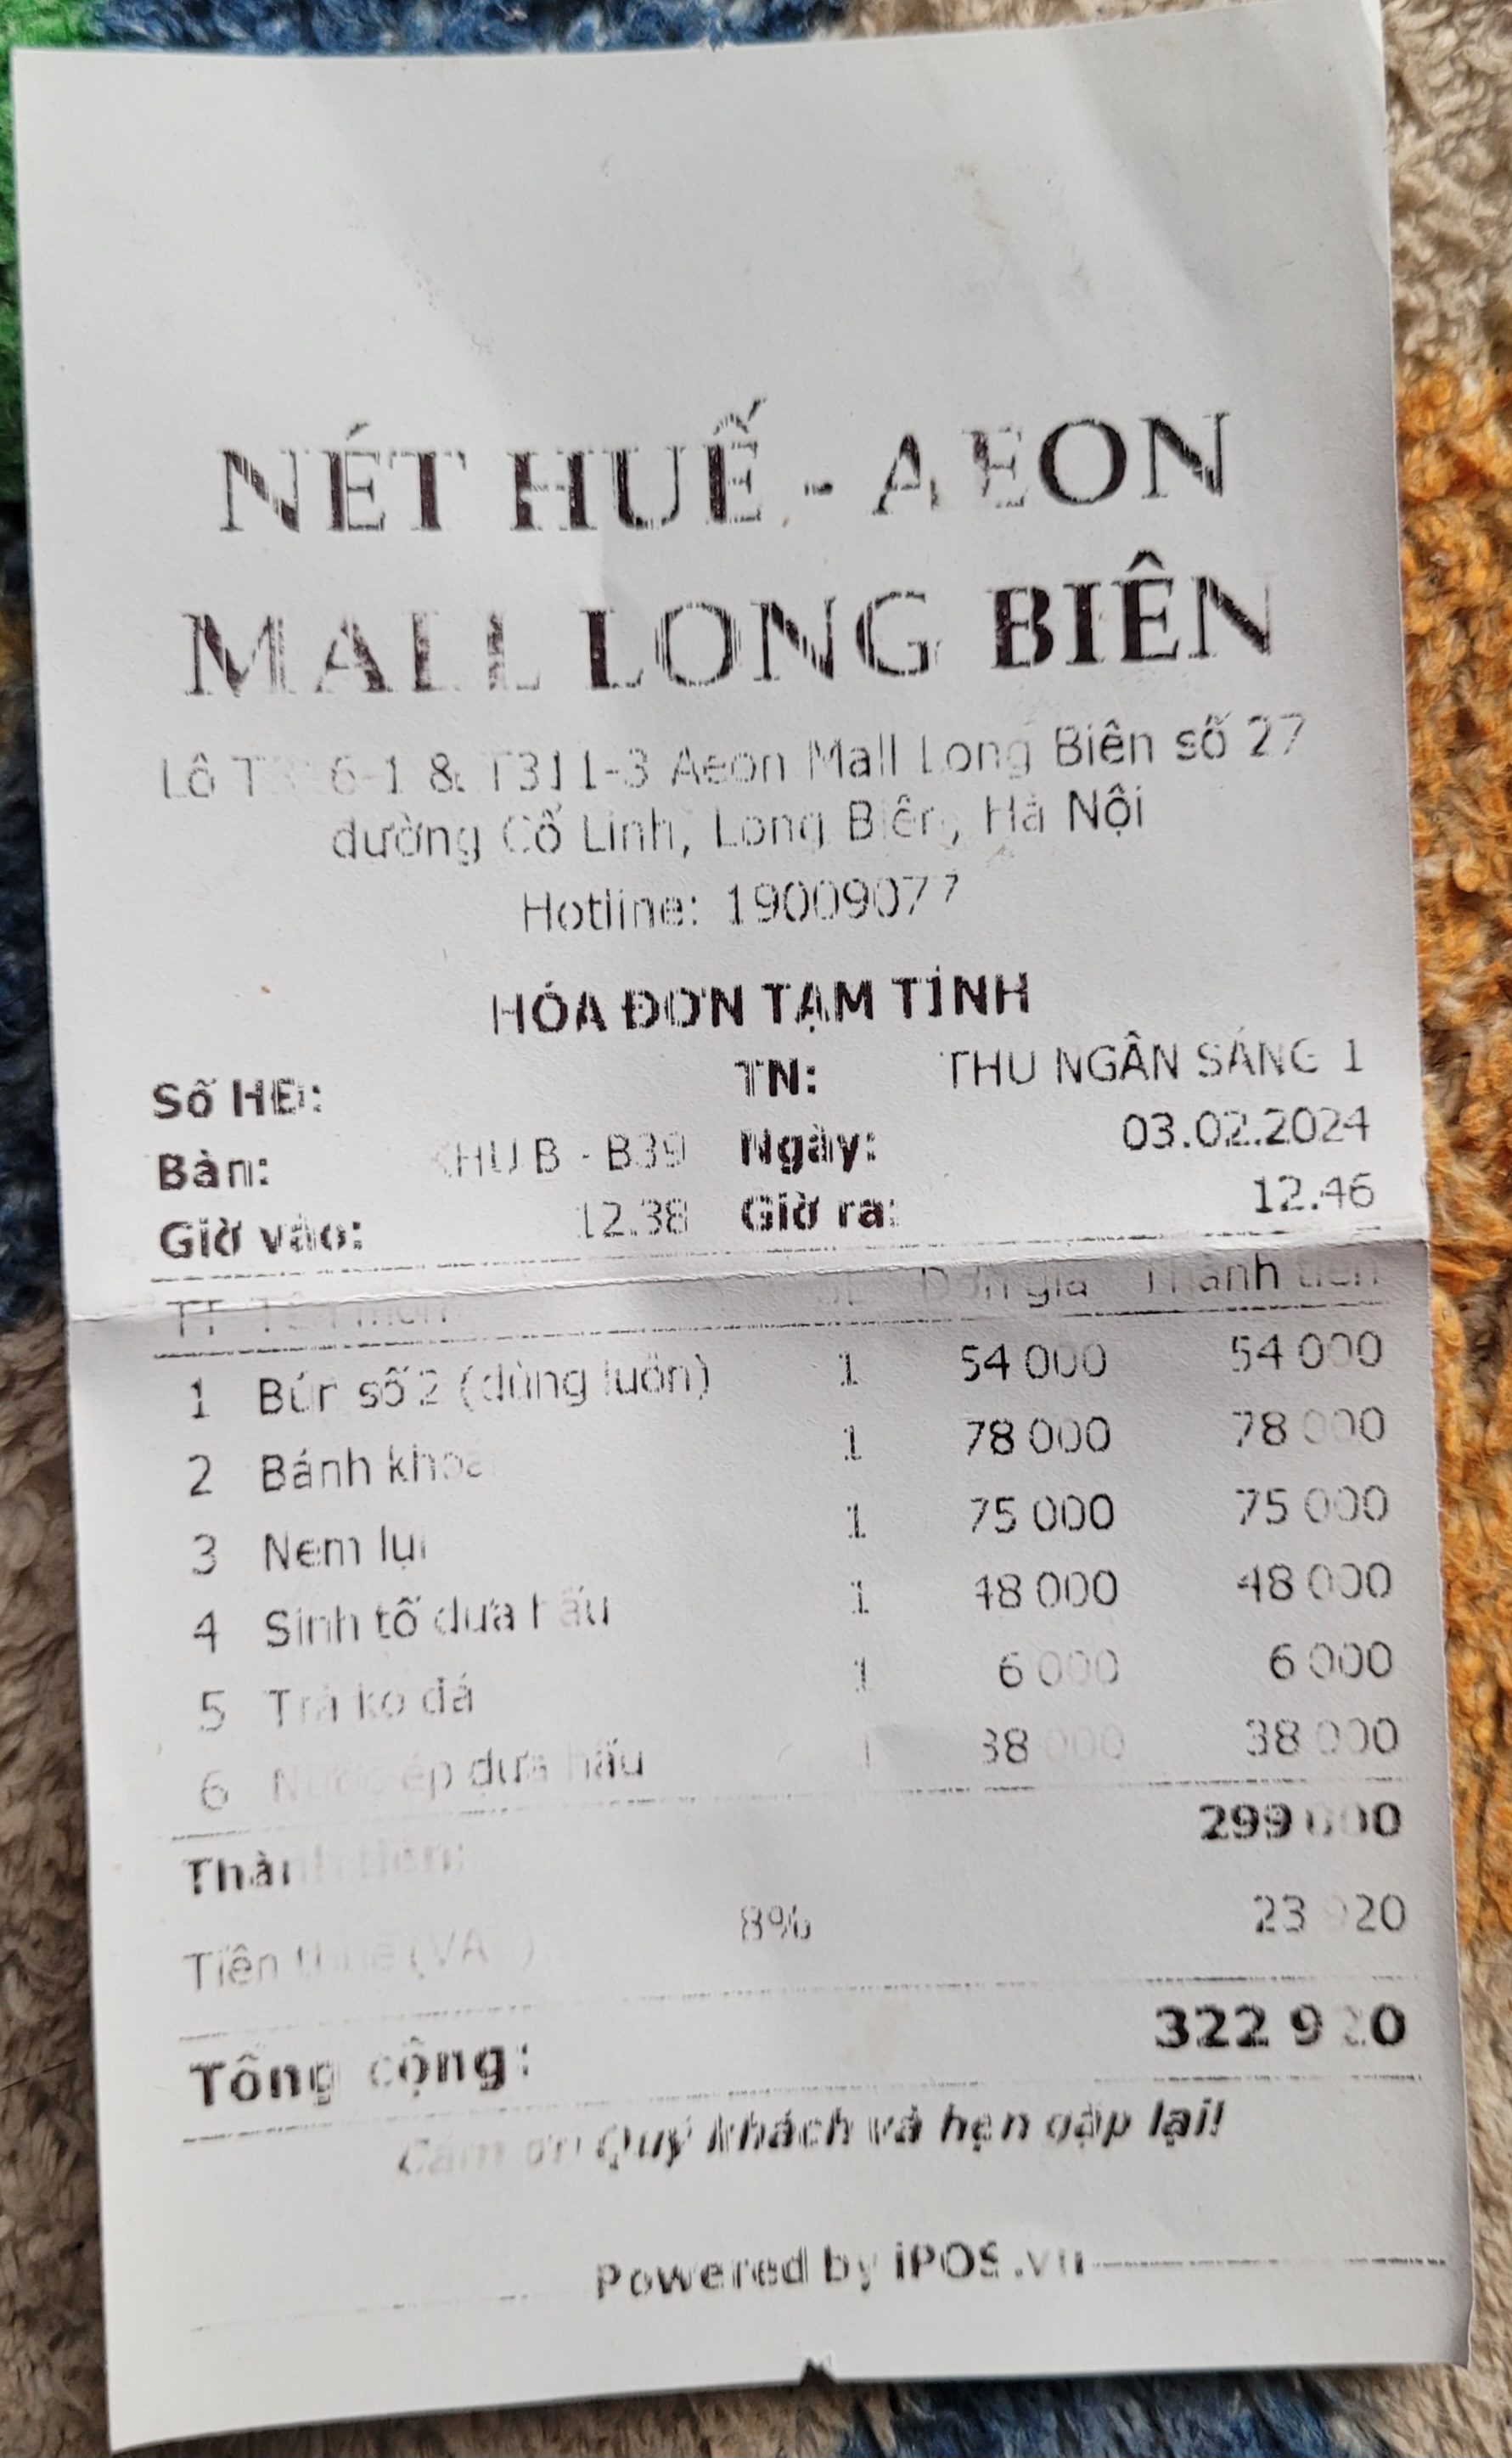 NÉT HUẾ - AEON
MALL LONG BIÊN
Lô & T311-3 Aeon Mall Long Biên số 27
đường Cổ Linh, Long Biên, Hà Nội
Hotline: 19009077
HÓA ĐƠN TẠM TÍNH
Số HĐ: TN: THU NGÂN SÁNG 1
Bàn: KHU B - B39 Ngày: 03.02.2024
Giờ vào: 12.38 Giờ ra: 12.46
TT Tên món SL Đơn giá Thành tiền
1 Bún số 2 (dùng luôn) 1 54 000 54 000
2 Bánh khoái 1 78 000 78 000
3 Nem lụi 1 75 000 75 000
4 Sinh tố dưa hấu 1 48 000 48 000
5 Trà ko đá 1 6 000 6 000
6 Nước ép dưa hấu 1 38 000 38 000
Thành tiền: 299 000
Tiền thuế (VAT) 8% 23 920
Tổng cộng: 322 920
Cảm ơn Quý khách và hẹn gặp lại!
Powered by iPOS.vn